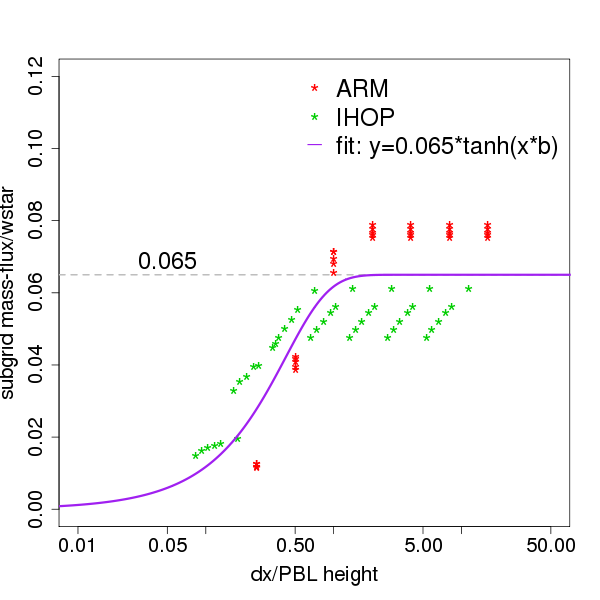 ARM
IHOP
fit: y=0.065*tanh(x*b)
0.065
subgrid mass-flux/wstar
0.12
0.10
0.08
0.06
0.04
0.02
0.00
0.01 0.05 0.50 5.00 50.00
dx/PBL height